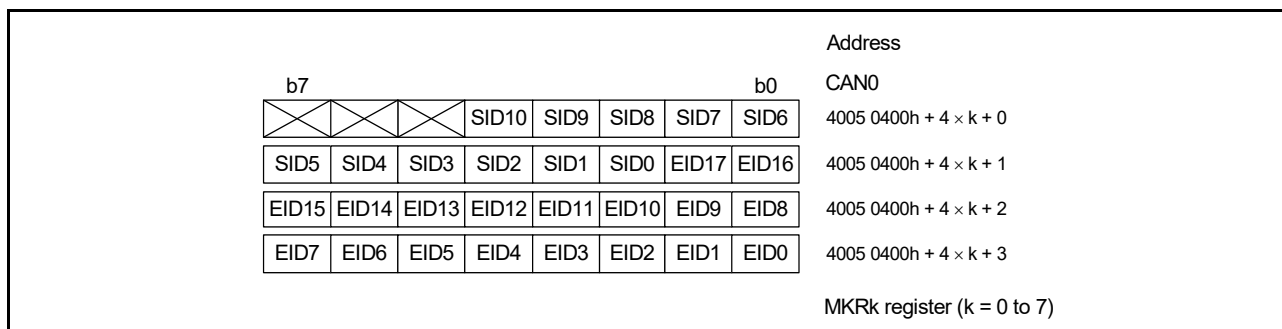 Address
b7 b0 CAN0
SID10 SID9 SID8 SID7 SID6 4005 0400h + 4 × k + 0
SID5 SID4 SID3 SID2 SID1 SID0 EID17 EID16 4005 0400h + 4 × k + 1
EID15 EID14 EID13 EID12 EID11 EID10 EID9 EID8 4005 0400h + 4 × k + 2
EID7 EID6 EID5 EID4 EID3 EID2 EID1 EID0 4005 0400h + 4 × k + 3
MKRk register (k = 0 to 7)